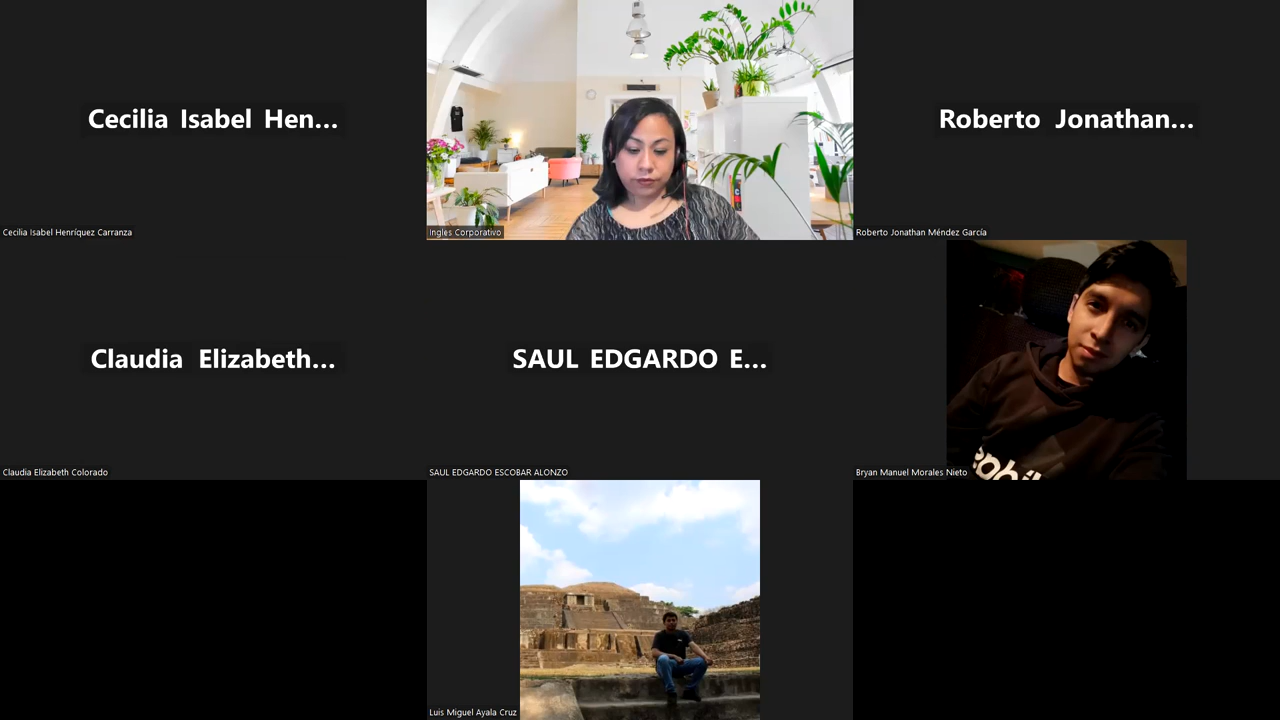 Cecilia Isabel Hen...
Roberto Jonathan...
Cecilia Isabel Henríquez Carranza
Ingles Corporativo
Roberto Jonathan Méndez García
Claudia Elizabeth...
SAUL EDGARDO E...
Claudia Elizabeth Colorado
SAUL EDGARDO ESCOBAR ALONZO
Bryan Manuel Morales Nieto
Luis Miguel Ayala Cruz